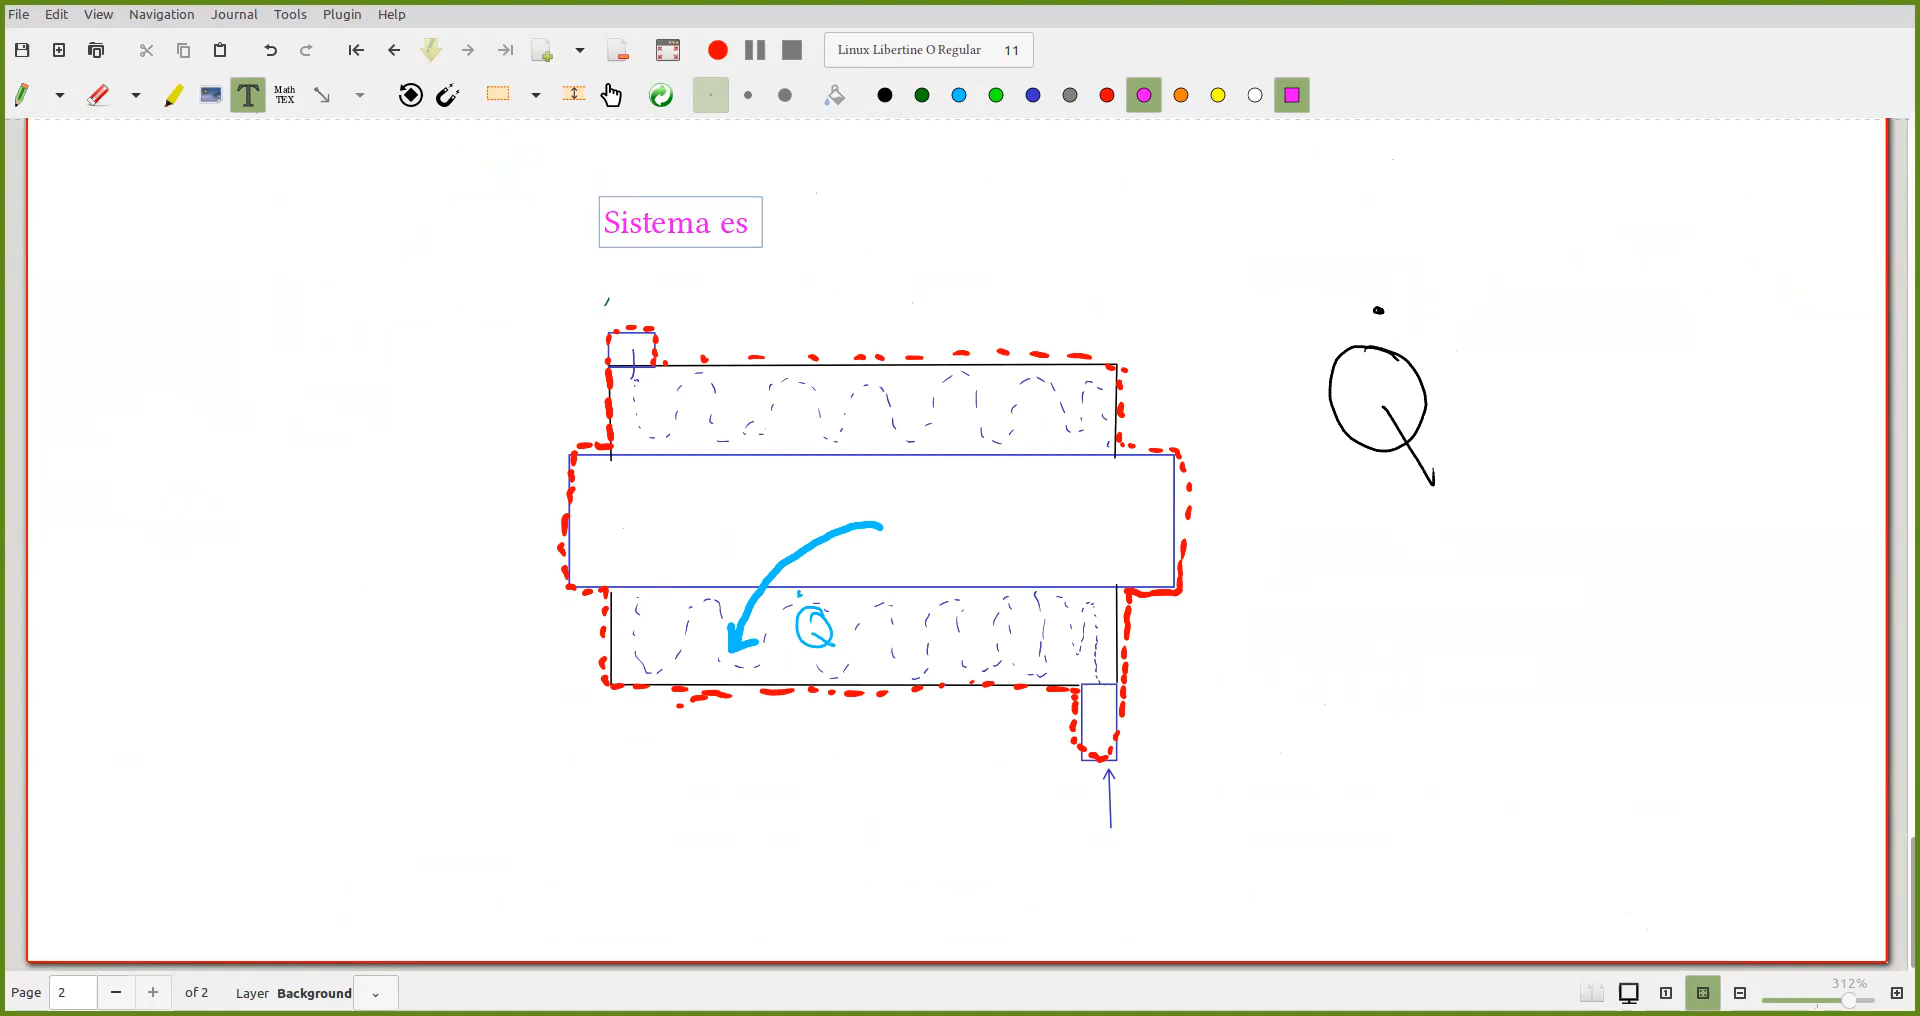 File Edit View Navigation Journal Tools Plugin Help
Linux Libertine O Regular 11
T Math TEX
Sistema es
Q̇
Q̇
Page 2 of 2 Layer Background 312%